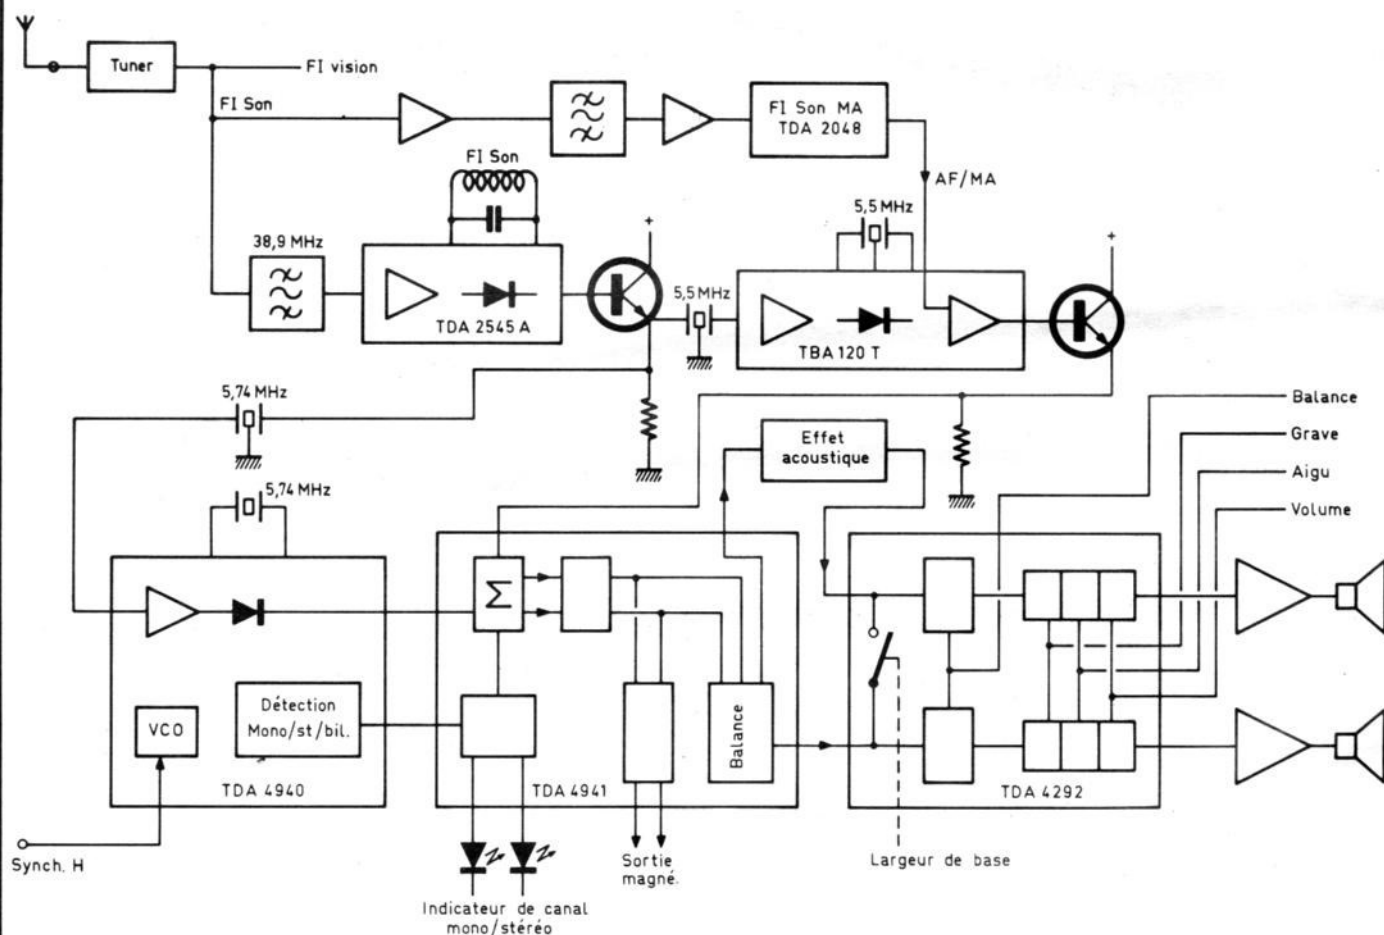 Tuner
FI vision
FI Son
FI Son MA
TDA 2048
FI Son
AF/MA
5,5 MHz
+
+
38,9 MHz
5,5 MHz
TDA 2545 A
TBA 120 T
5,74 MHz
Balance
Effet
acoustique
Grave
Aigu
5,74 MHz
Volume
Σ
Détection
Mono/st/bil.
VCO
Balance
TDA 4940
TDA 4941
TDA 4292
Synch. H
Sortie
magné.
Largeur de base
Indicateur de canal
mono/stéréo